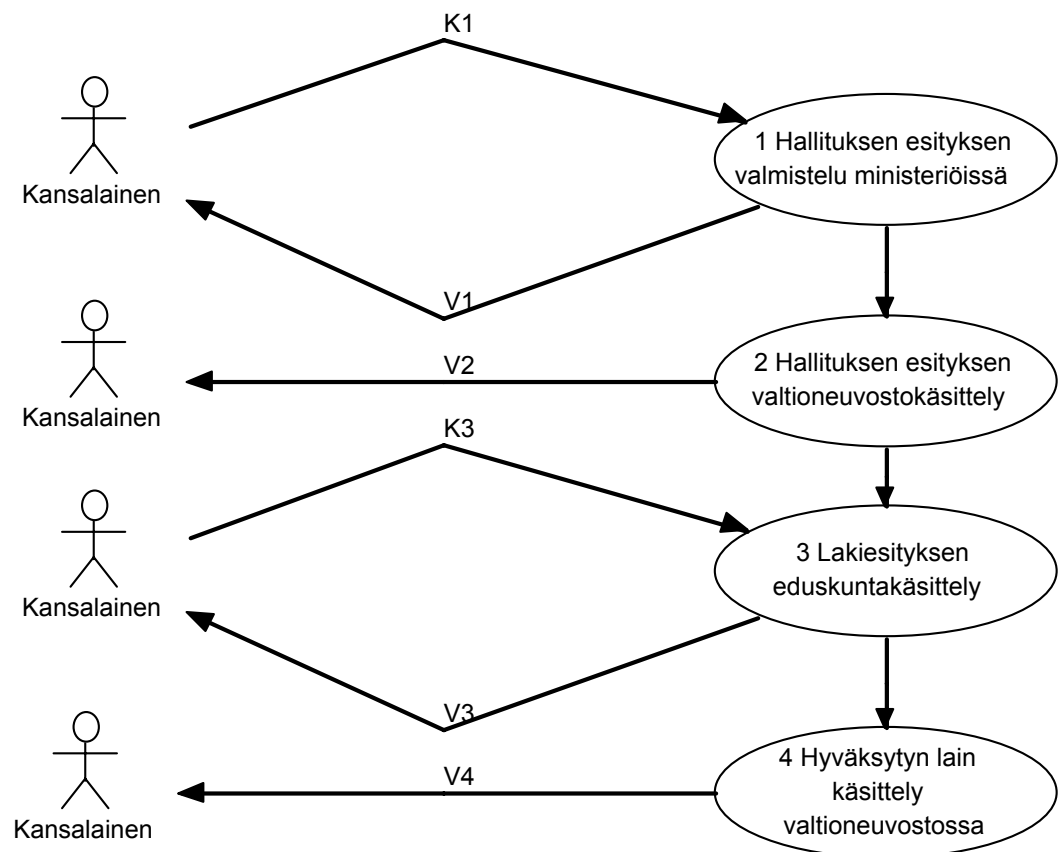 K1
1 Hallituksen esityksen
valmistelu ministeriöissä
Kansalainen
V1
V2
2 Hallituksen esityksen
valtioneuvostokäsittely
Kansalainen
K3
3 Lakiesityksen
eduskuntakäsittely
Kansalainen
V3
V4
4 Hyväksytyn lain
käsittely
valtioneuvostossa
Kansalainen